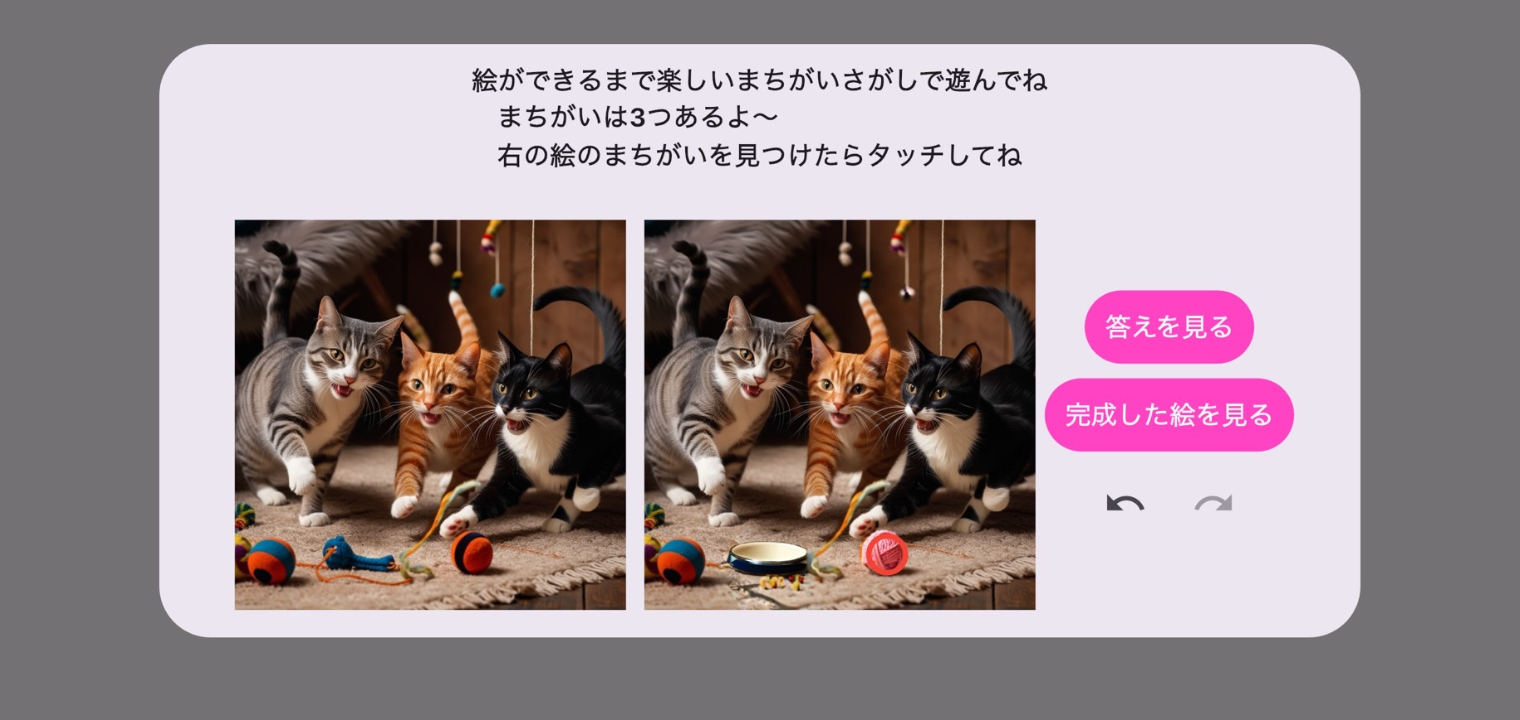 絵ができるまで楽しいまちがいさがしで遊んでね
まちがいは3つあるよ〜
右の絵のまちがいを見つけたらタッチしてね
答えを見る
完成した絵を見る